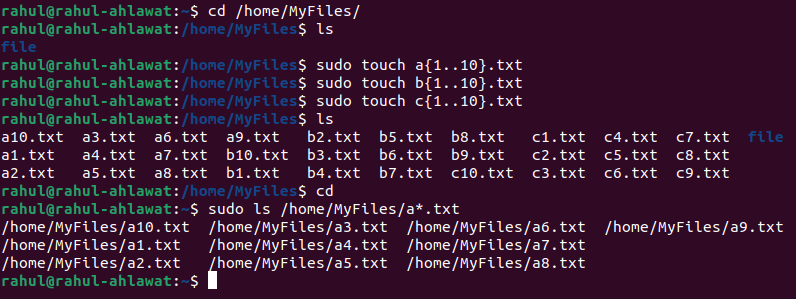 rahul@rahul-ahlawat:~$ cd /home/MyFiles/
rahul@rahul-ahlawat:/home/MyFiles$ ls
file
rahul@rahul-ahlawat:/home/MyFiles$ sudo touch a{1..10}.txt
rahul@rahul-ahlawat:/home/MyFiles$ sudo touch b{1..10}.txt
rahul@rahul-ahlawat:/home/MyFiles$ sudo touch c{1..10}.txt
rahul@rahul-ahlawat:/home/MyFiles$ ls
a10.txt  a3.txt  a6.txt  a9.txt   b2.txt  b5.txt  b8.txt   c1.txt  c4.txt  c7.txt  file
a1.txt   a4.txt  a7.txt  b10.txt  b3.txt  b6.txt  b9.txt   c2.txt  c5.txt  c8.txt
a2.txt   a5.txt  a8.txt  b1.txt   b4.txt  b7.txt  c10.txt  c3.txt  c6.txt  c9.txt
rahul@rahul-ahlawat:/home/MyFiles$ cd
rahul@rahul-ahlawat:~$ sudo ls /home/MyFiles/a*.txt
/home/MyFiles/a10.txt  /home/MyFiles/a3.txt  /home/MyFiles/a6.txt  /home/MyFiles/a9.txt
/home/MyFiles/a1.txt   /home/MyFiles/a4.txt  /home/MyFiles/a7.txt
/home/MyFiles/a2.txt   /home/MyFiles/a5.txt  /home/MyFiles/a8.txt
rahul@rahul-ahlawat:~$